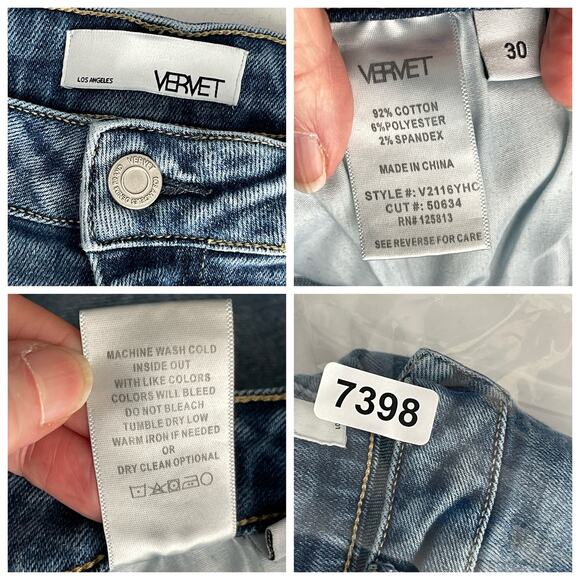 LOS ANGELES
VERVET
VERVET
VERVET
30
92% COTTON
6%POLYESTER
2% SPANDEX
MADE IN CHINA
STYLE #: V2116YHC
CUT #: 50634
RN# 125813
SEE REVERSE FOR CARE
MACHINE WASH COLD
INSIDE OUT
WITH LIKE COLORS
COLORS WILL BLEED
DO NOT BLEACH
TUMBLE DRY LOW
WARM IRON IF NEEDED
OR
DRY CLEAN OPTIONAL
7398